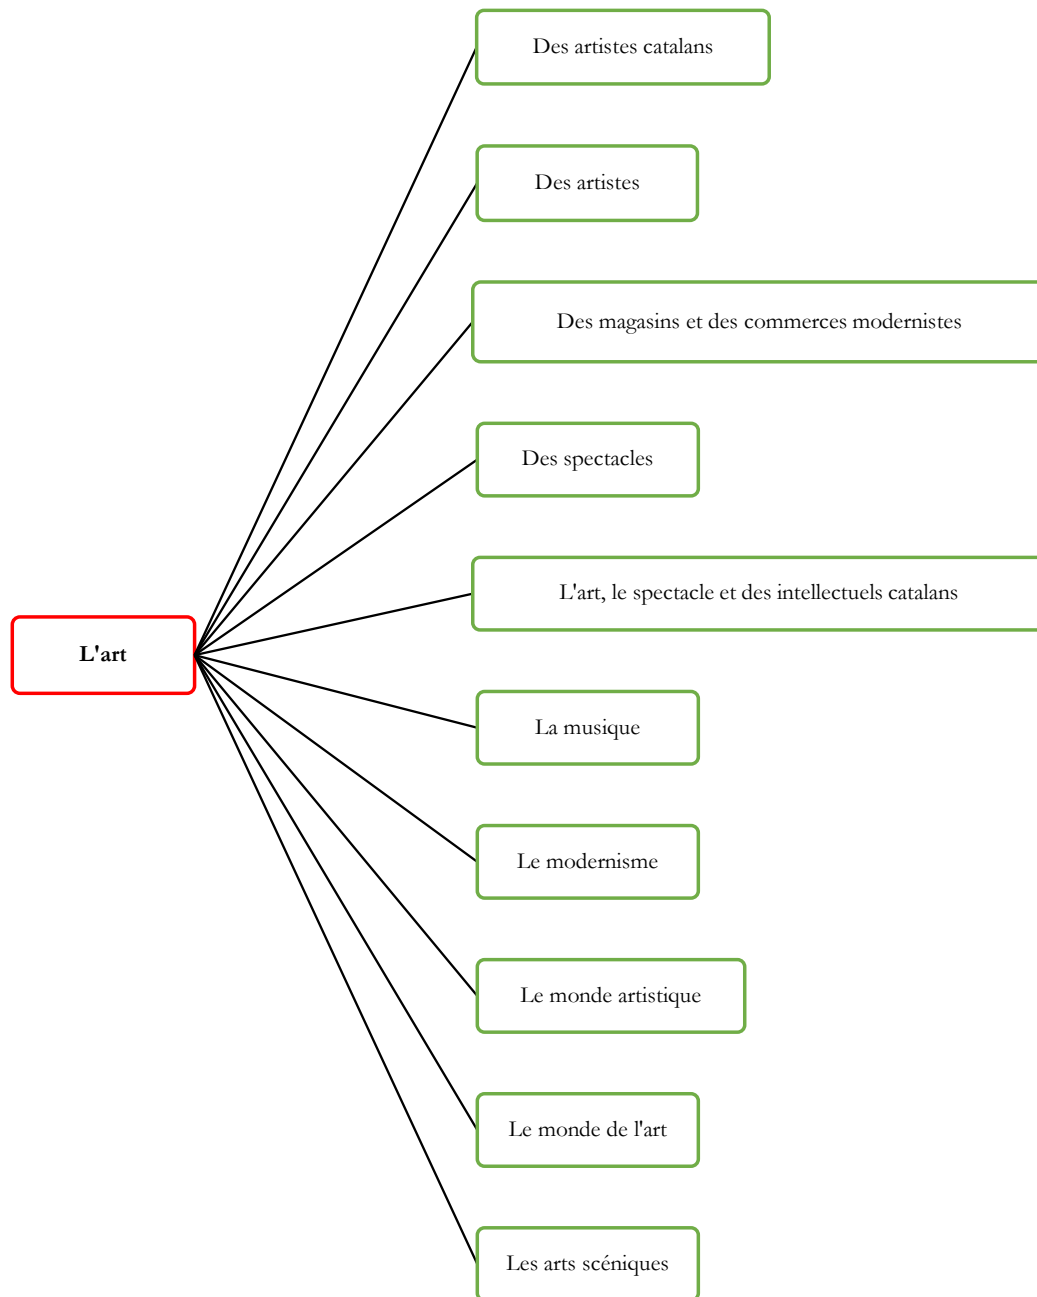 Des artistes catalans
Des artistes
Des magasins et des commerces modernistes
Des spectacles
L'art, le spectacle et des intellectuels catalans
L'art
La musique
Le modernisme
Le monde artistique
Le monde de l'art
Les arts scéniques